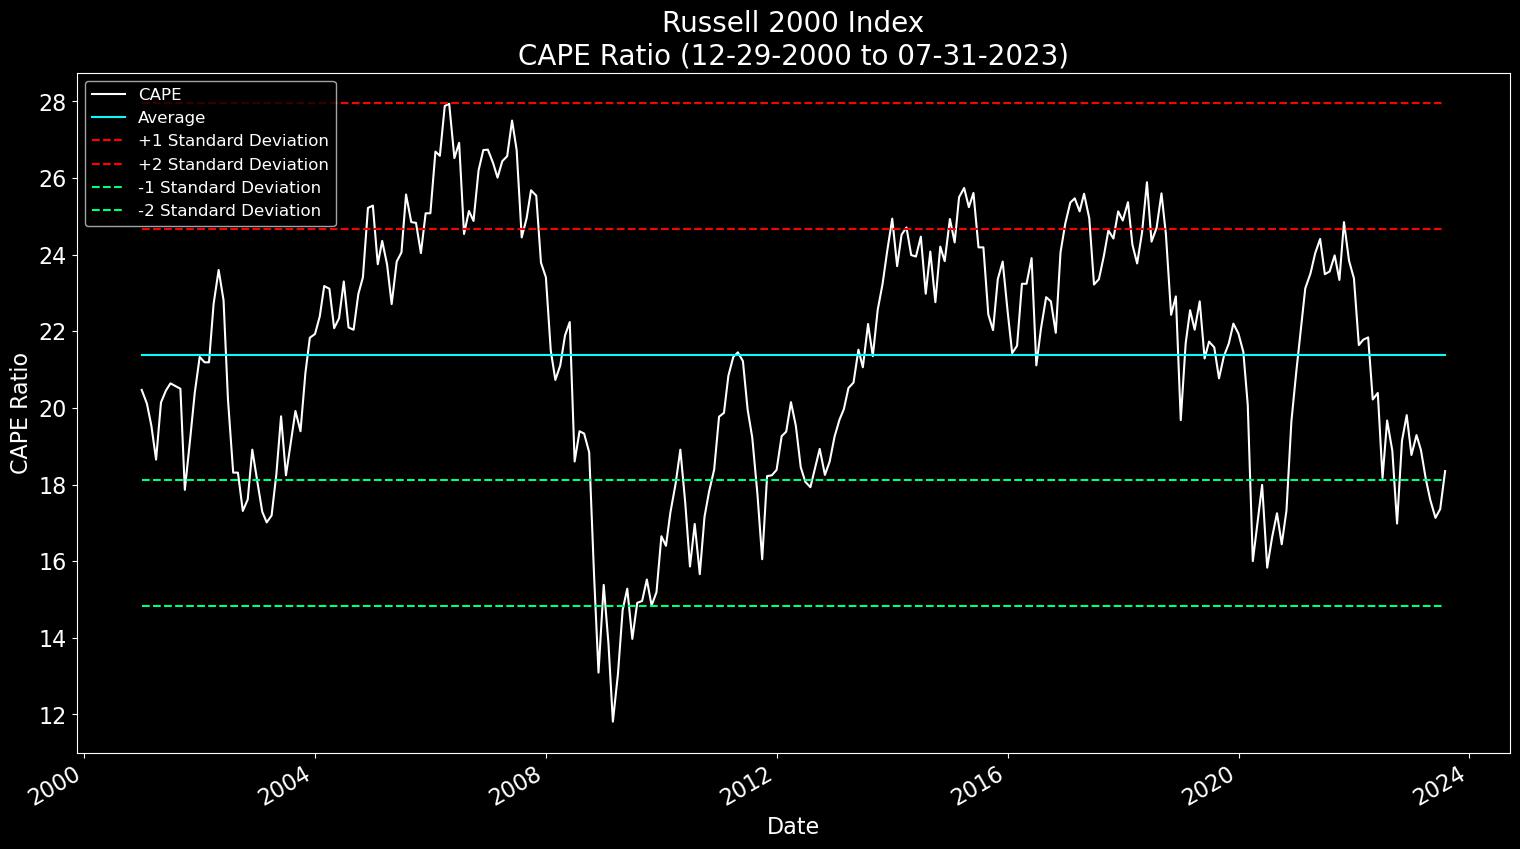 Russell 2000 Index
CAPE Ratio (12-29-2000 to 07-31-2023)
CAPE
Average
+1 Standard Deviation
+2 Standard Deviation
-1 Standard Deviation
-2 Standard Deviation
28
26
24
22
20
18
16
14
12
CAPE Ratio
2000
2004
2008
2012
2016
2020
2024
Date